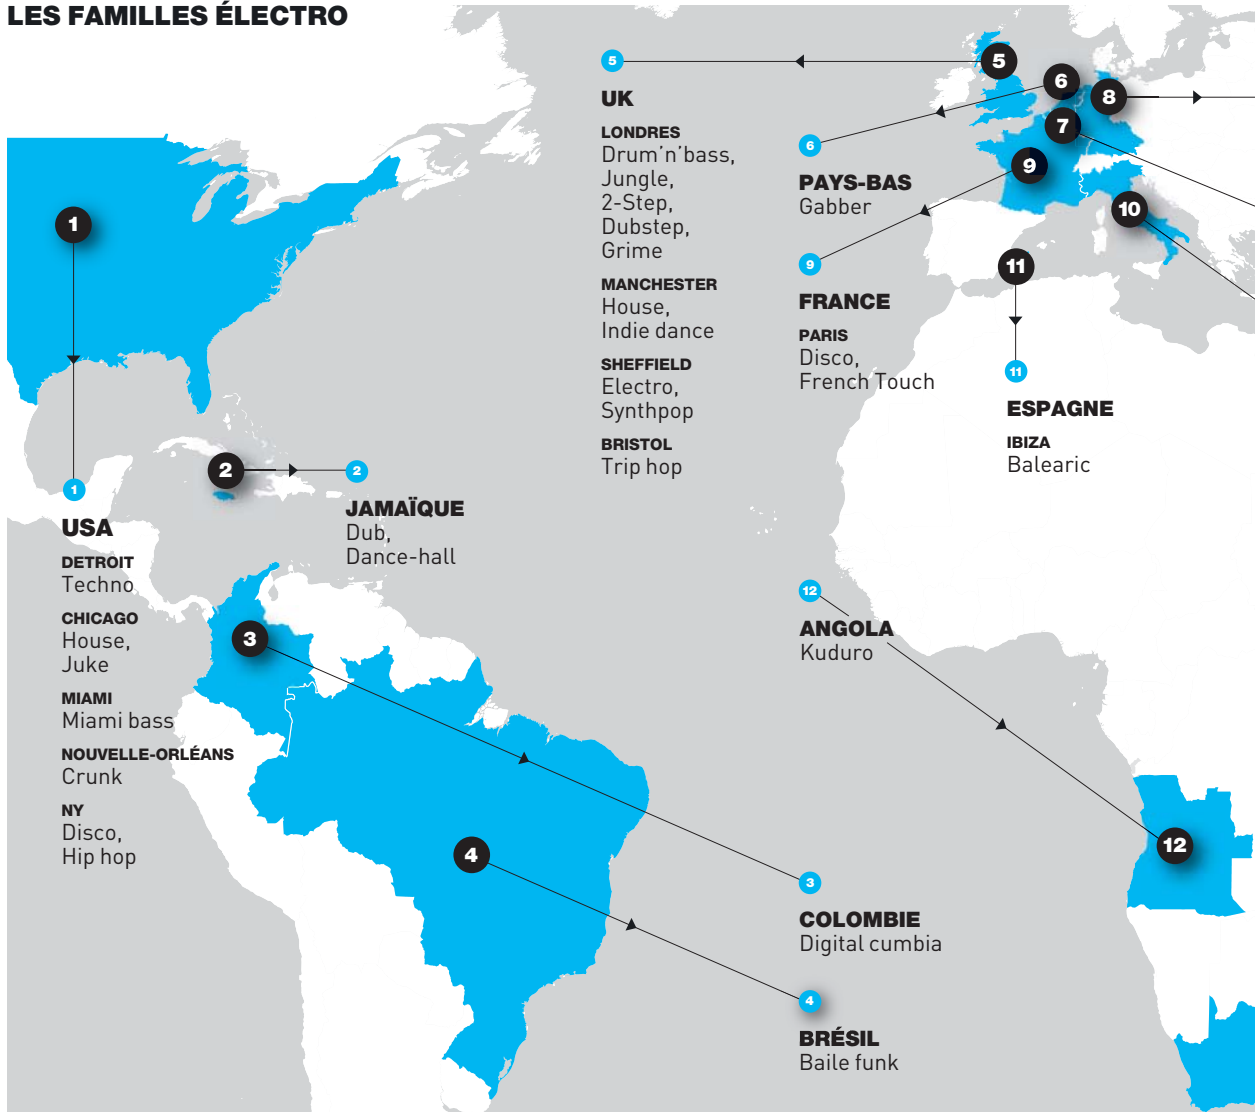 LES FAMILLES ÉLECTRO
1
1
USA
DETROIT
Techno
CHICAGO
House,
Juke
MIAMI
Miami bass
NOUVELLE-ORLÉANS
Crunk
NY
Disco,
Hip hop
2
2
JAMAÏQUE
Dub,
Dance-hall
3
3
COLOMBIE
Digital cumbia
4
4
BRÉSIL
Baile funk
5
5
UK
LONDRES
Drum’n’bass,
Jungle,
2-Step,
Dubstep,
Grime
MANCHESTER
House,
Indie dance
SHEFFIELD
Electro,
Synthpop
BRISTOL
Trip hop
6
6
PAYS-BAS
Gabber
7
8
9
9
FRANCE
PARIS
Disco,
French Touch
10
11
11
ESPAGNE
IBIZA
Balearic
12
12
ANGOLA
Kuduro